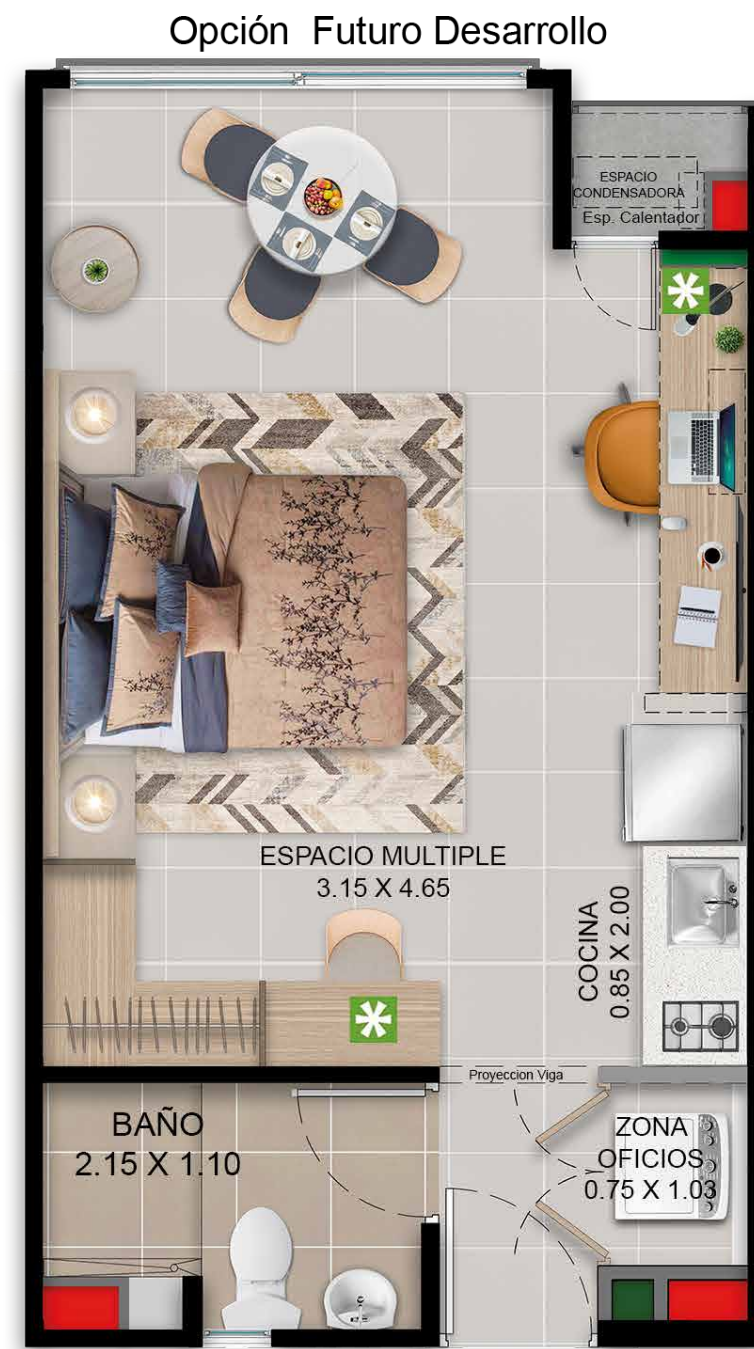 Opción Futuro Desarrollo
ESPACIO
CONDENSADORA
Esp. Calentador
ESPACIO MULTIPLE
3.15 X 4.65
COCINA
0.85 X 2.00
Proyeccion Viga
BAÑO
2.15 X 1.10
ZONA
OFICIOS
0.75 X 1.03